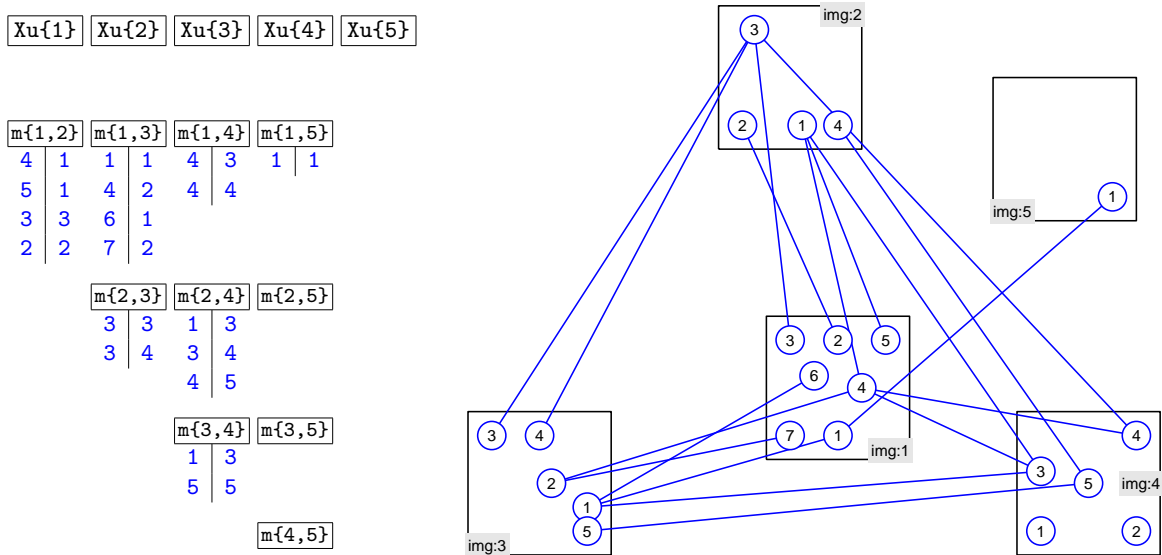 Xu{1} Xu{2} Xu{3} Xu{4} Xu{5}
m{1,2} m{1,3} m{1,4} m{1,5}
4 1 1 1 4 3 1 1
5 1 4 2 4 4
3 3 6 1
2 2 7 2
m{2,3} m{2,4} m{2,5}
3 3 1 3
3 4 3 4
4 5
m{3,4} m{3,5}
1 3
5 5
m{4,5}
img:2
3
2 1 4
img:5
1
3 2 5
6
4
7 1
img:1
3 4
2
1
5
img:3
4
3
5
img:4
1 2